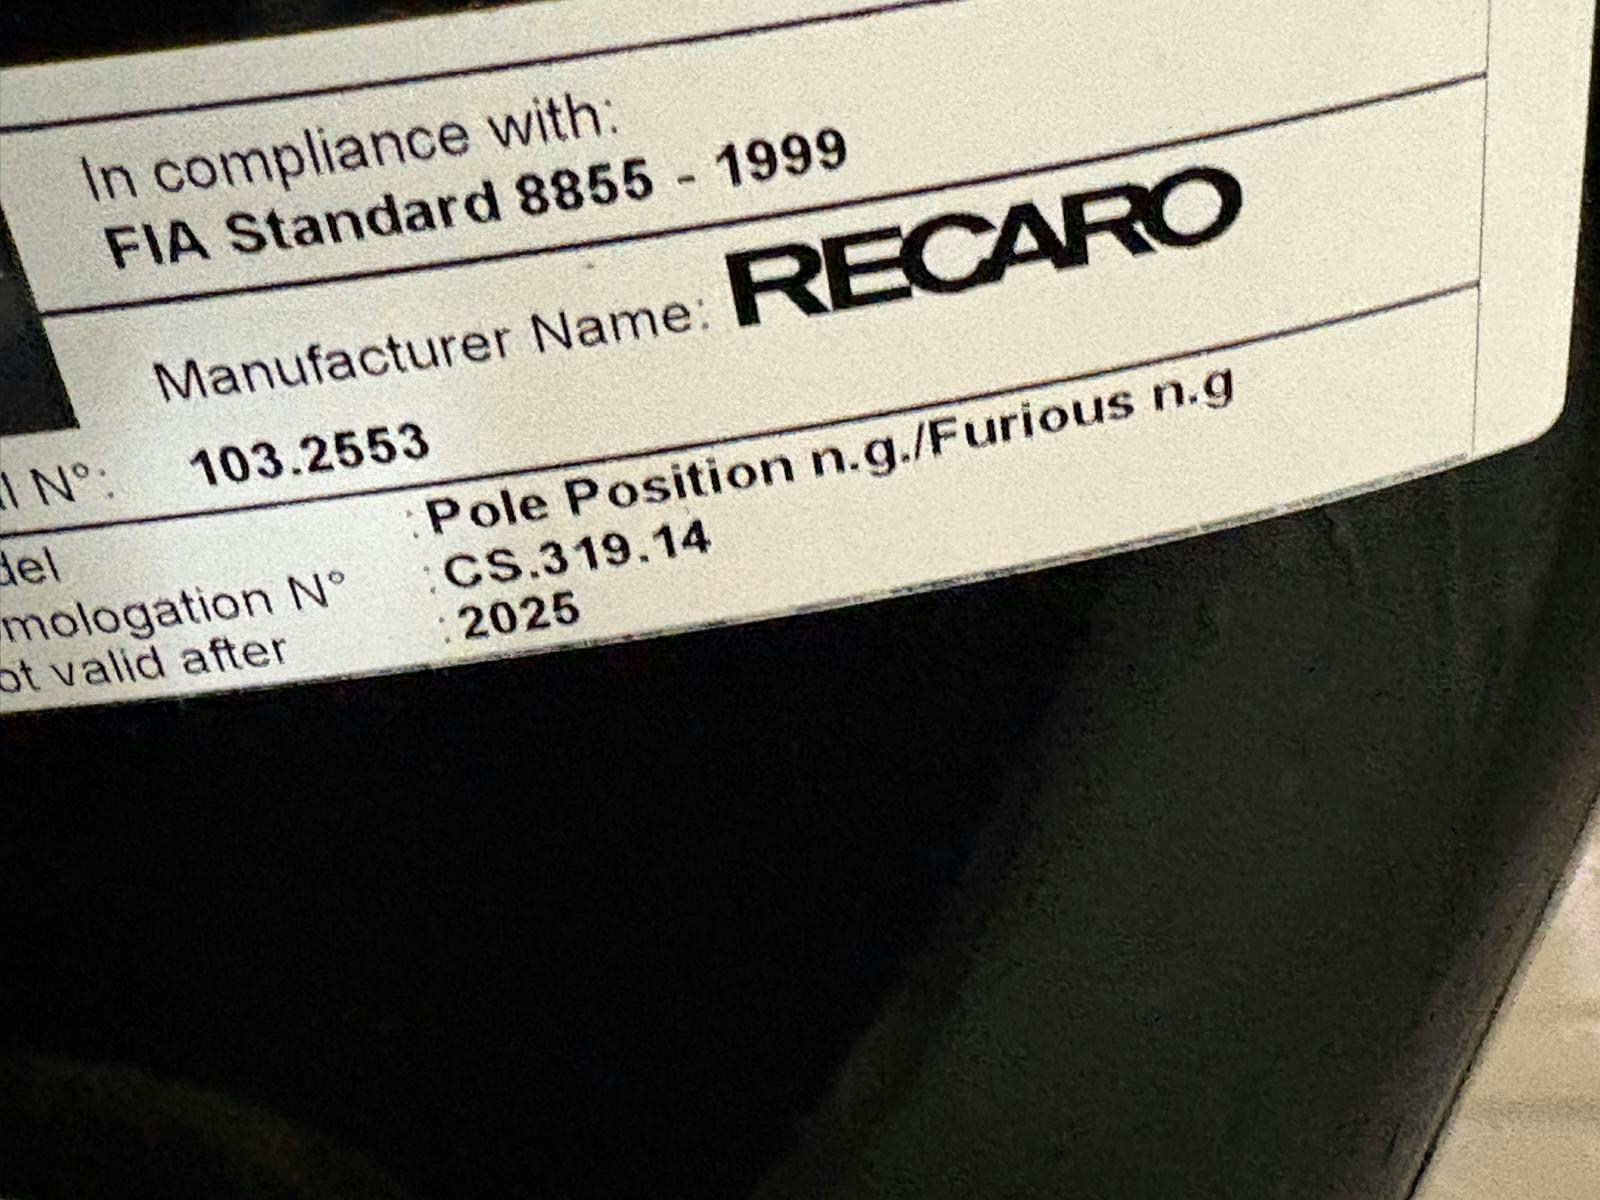 In compliance with:
FIA Standard 8855 - 1999
Manufacturer Name: RECARO
l N°: 103.2553
del : Pole Position n.g./Furious n.g
mologation N° : CS.319.14
ot valid after : 2025